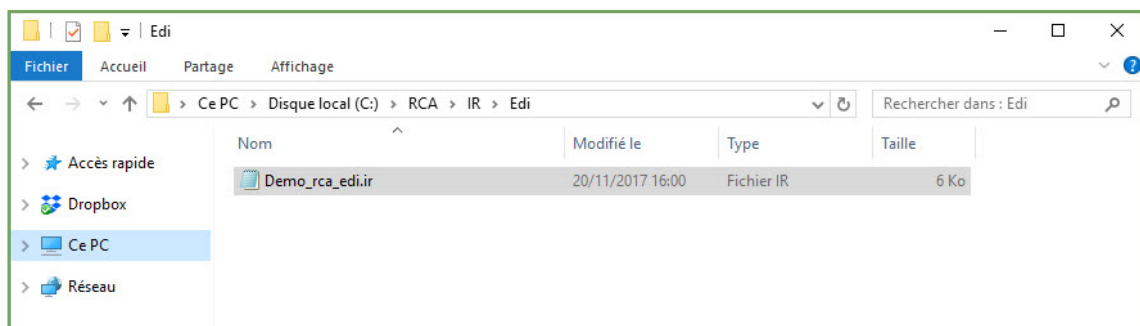 Edi
Fichier Accueil Partage Affichage
Ce PC > Disque local (C:) > RCA > IR > Edi Rechercher dans : Edi
Nom Modifié le Type Taille
Accès rapide
Demo_rca_edi.ir 20/11/2017 16:00 Fichier IR 6 Ko
Dropbox
Ce PC
Réseau